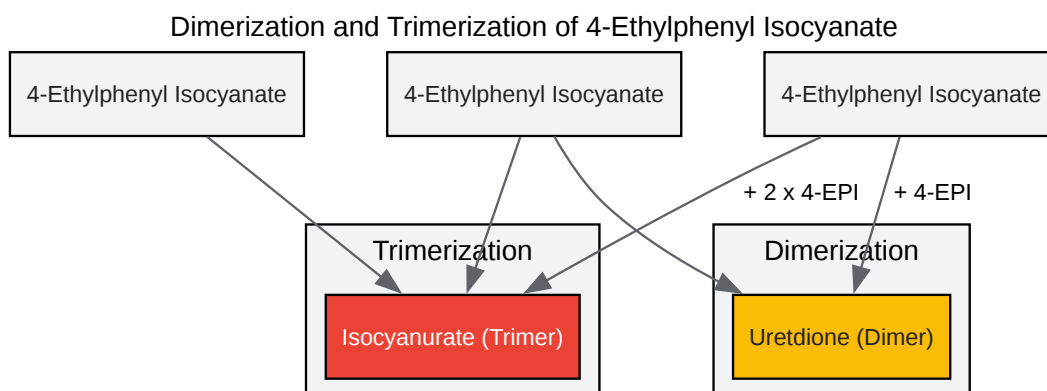 Dimerization and Trimerization of 4-Ethylphenyl Isocyanate
4-Ethylphenyl Isocyanate
4-Ethylphenyl Isocyanate
4-Ethylphenyl Isocyanate
+ 2 x 4-EPI
+ 4-EPI
Trimerization
Dimerization
Isocyanurate (Trimer)
Uretdione (Dimer)